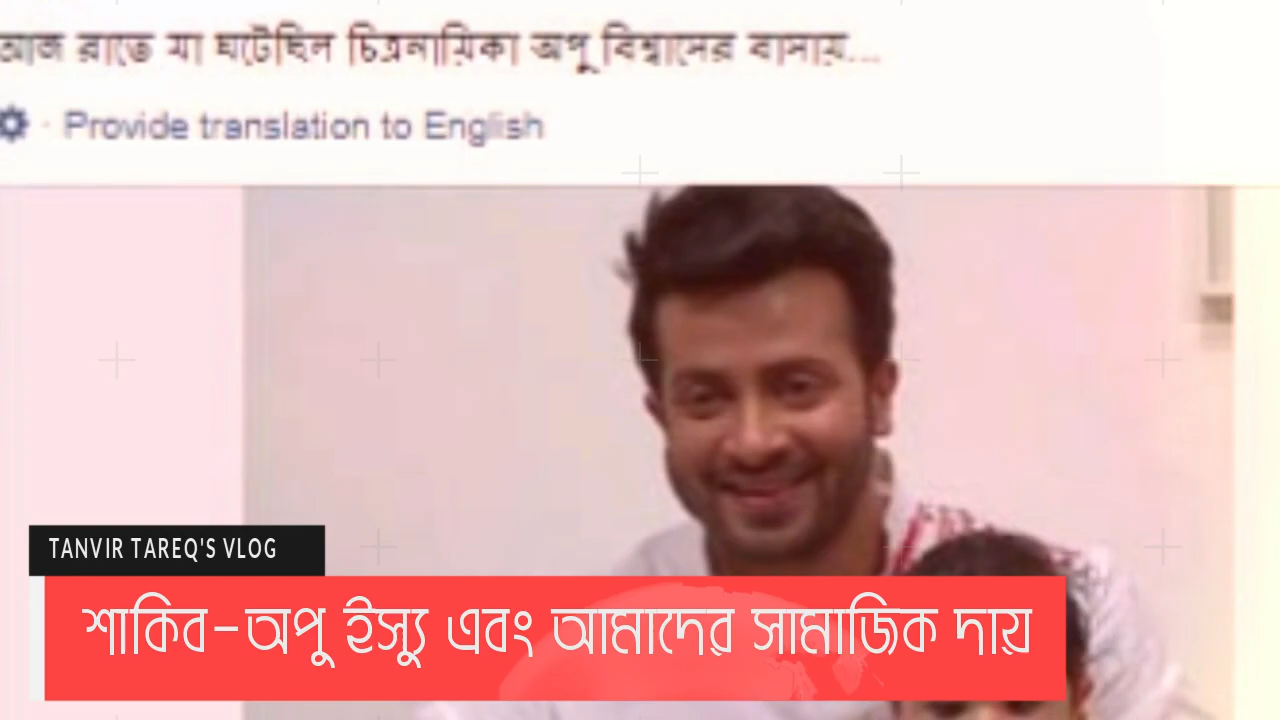 আজ রাতে যা ঘটেছিল চিত্রনায়িকা অপু বিশ্বাসের বাসায়...
· Provide translation to English
TANVIR TAREQ'S VLOG
শাকিব-অপু ইস্যু এবং আমাদের সামাজিক দায়